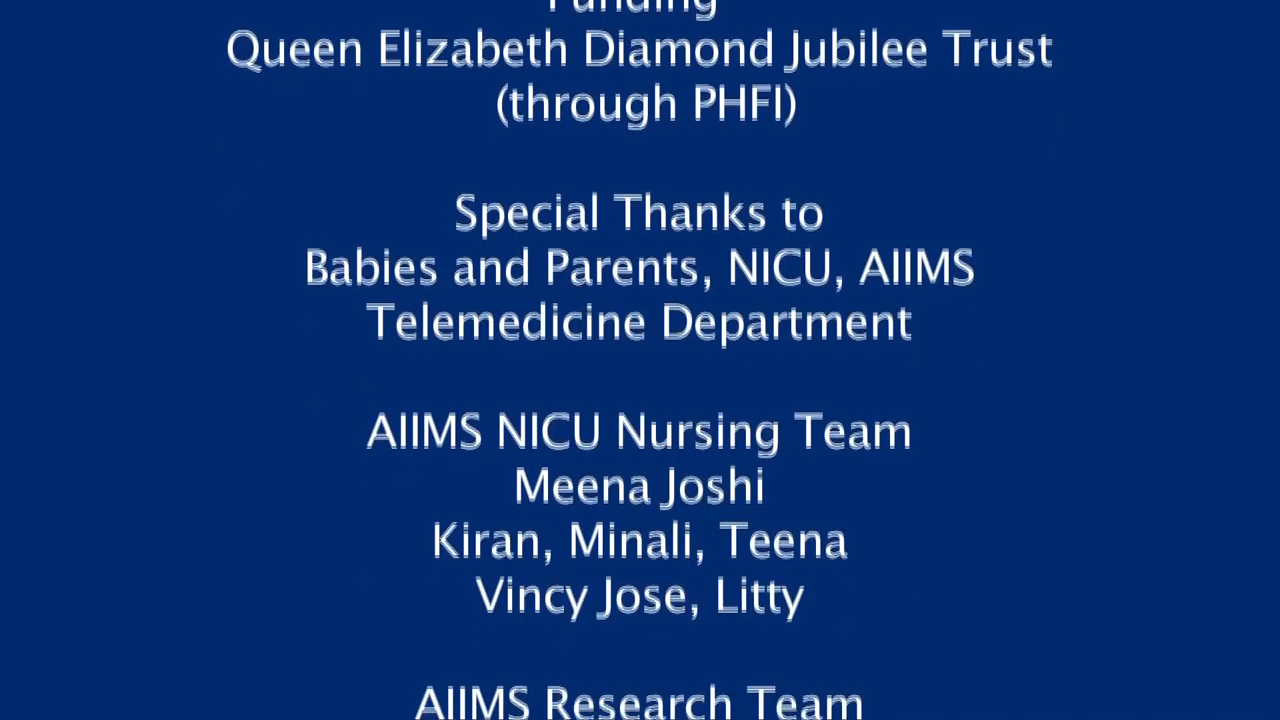 Funding
Queen Elizabeth Diamond Jubilee Trust
(through PHFI)
Special Thanks to
Babies and Parents, NICU, AIIMS
Telemedicine Department
AIIMS NICU Nursing Team
Meena Joshi
Kiran, Minali, Teena
Vincy Jose, Litty
AIIMS Research Team